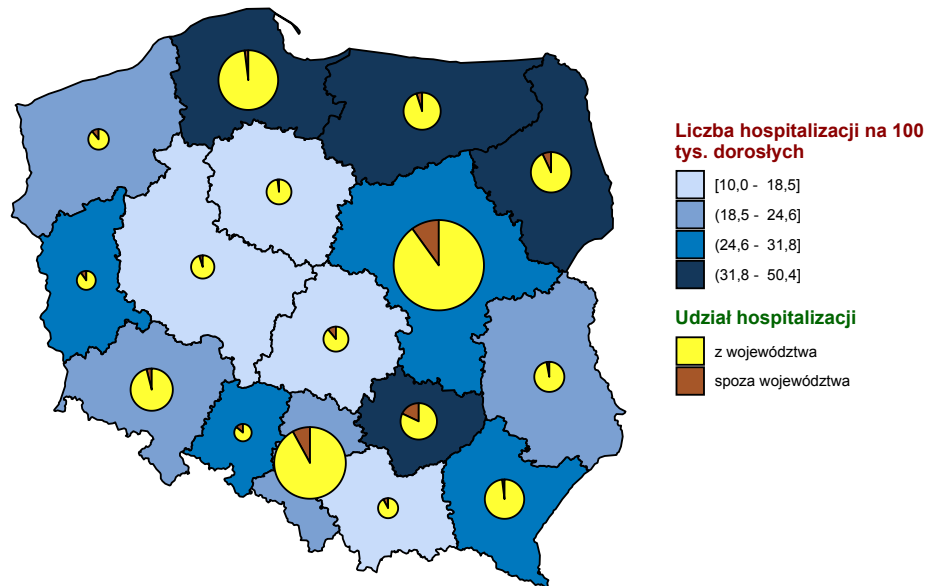 Liczba hospitalizacji na 100
tys. dorosłych
[10,0 - 18,5]
(18,5 - 24,6]
(24,6 - 31,8]
(31,8 - 50,4]
Udział hospitalizacji
z województwa
spoza województwa